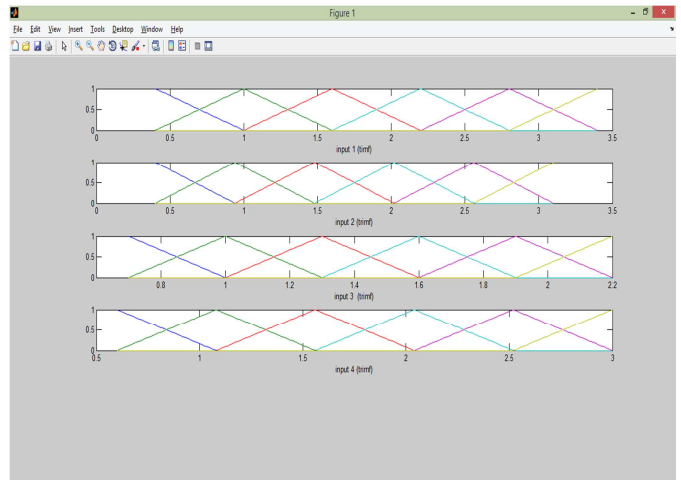 Figure 1
File Edit View Insert Tools Desktop Window Help
1
0.5
0
0 0.5 1 1.5 2 2.5 3 3.5
input 1 (timf)
1
0.5
0
0 0.5 1 1.5 2 2.5 3 3.5
input 2 (trimf)
1
0.5
0
0.8 1 1.2 1.4 1.6 1.8 2 2.2
input 3 (trimf)
1
0.5
0
0.5 1 1.5 2 2.5 3
input 4 (trimf)